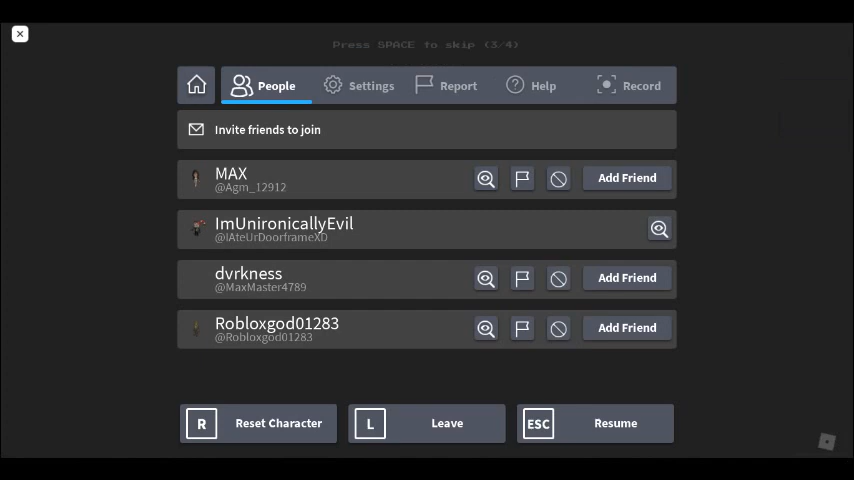 Press SPACE to skip (3/4)
People
Settings
Report
Help
Record
Invite friends to join
MAX
@Agm_12912
Add Friend
ImUnironicallyEvil
@IAteUrDoorframeXD
dvrkness
@MaxMaster4789
Add Friend
Robloxgod01283
@Robloxgod01283
Add Friend
R Reset Character
L Leave
ESC Resume